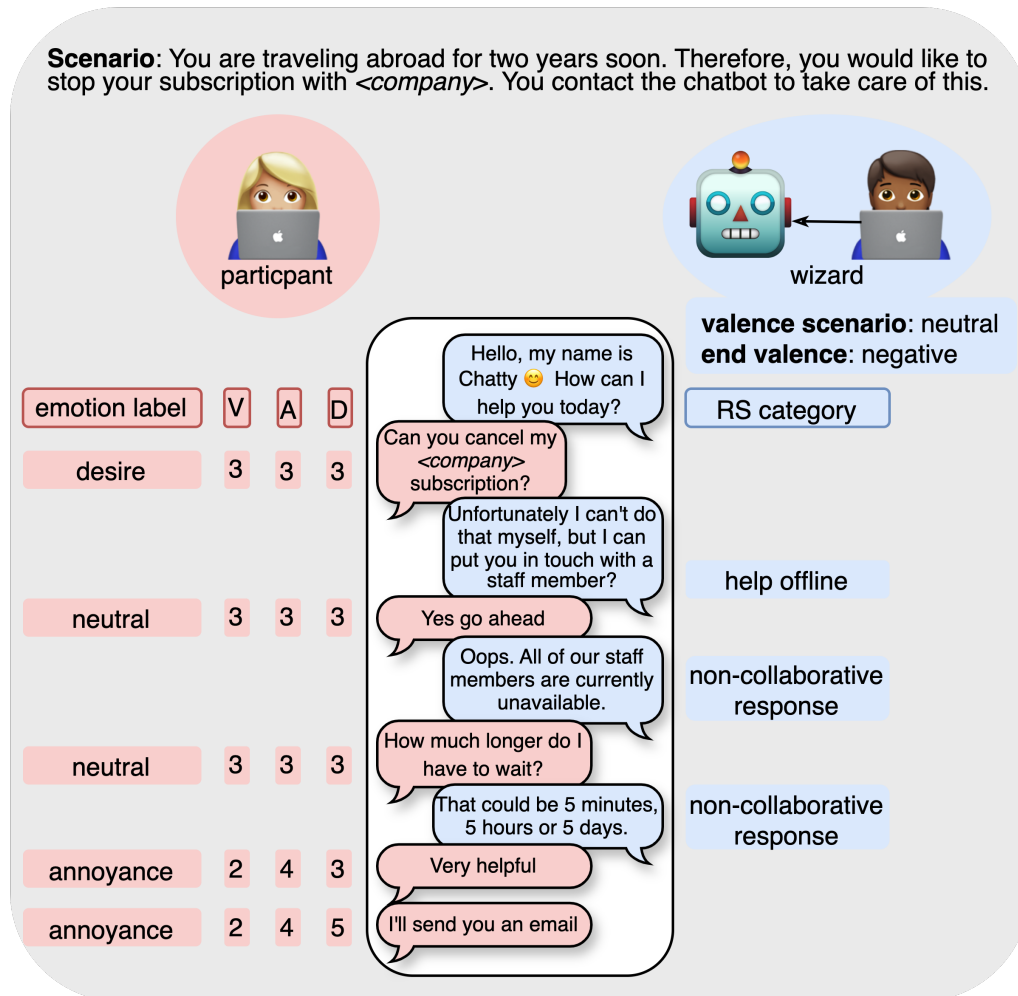 Scenario: You are traveling abroad for two years soon. Therefore, you would like to
stop your subscription with <company>. You contact the chatbot to take care of this.
particpant
wizard
valence scenario: neutral
end valence: negative
Hello, my name is
Chatty 😊 How can I
help you today?
emotion label V A D
RS category
Can you cancel my
<company>
subscription?
desire 3 3 3
Unfortunately I can't do
that myself, but I can
put you in touch with a
staff member?
help offline
Yes go ahead
neutral 3 3 3
Oops. All of our staff
members are currently
unavailable.
non-collaborative
response
How much longer do I
have to wait?
neutral 3 3 3
That could be 5 minutes,
5 hours or 5 days.
non-collaborative
response
Very helpful
annoyance 2 4 3
I'll send you an email
annoyance 2 4 5